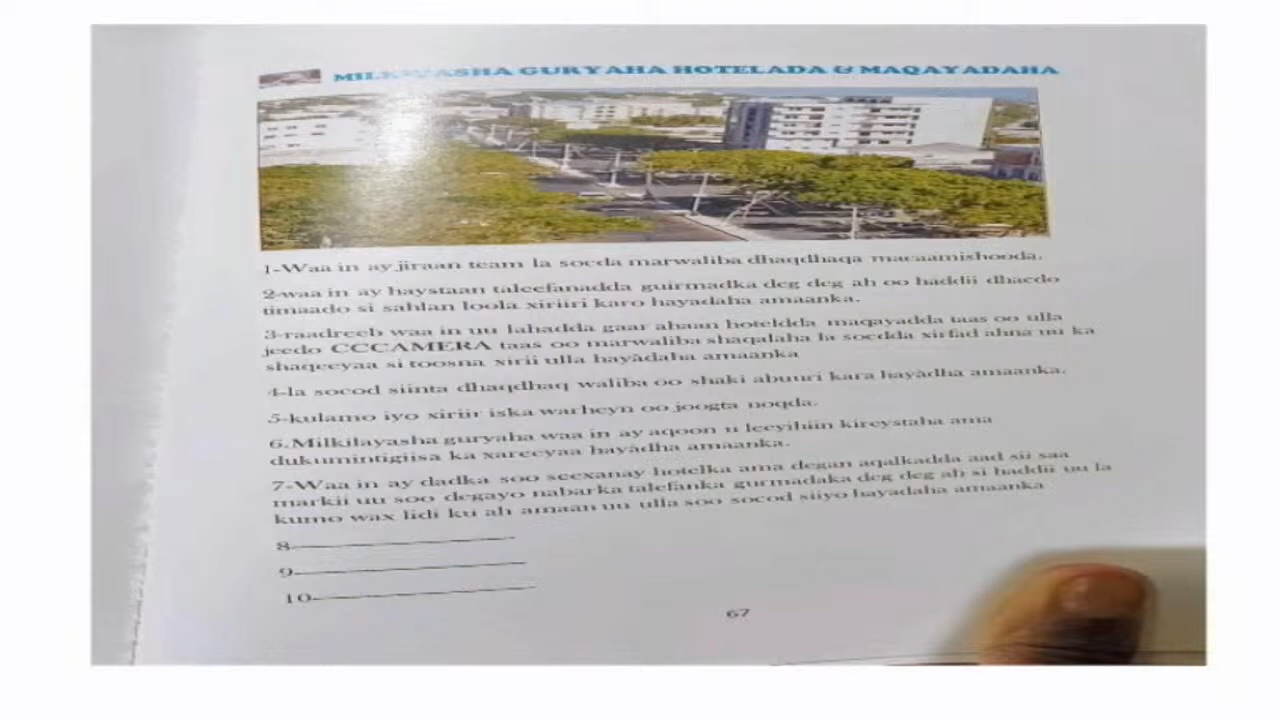 MILKIYASHA GURYAHA HOTELADA & MAQAYADAHA
1-Waa in ay jiraan team la socda marwaliba dhaqdhaqa macaamishooda.
2-waa in ay haystaan taleefanadda guirmadka deg deg ah oo haddii dhacdo
timaado si sahlan loola xiriiri karo hayadaha amaanka.
3-raadreeb waa in uu lahadda gaar ahaan hoteldda maqayadda taas oo ulla
jeedo CCCAMERA taas oo marwaliba shaqalaha la socdda xirfad ahna uu ka
shaqeeyaa si toosna xirii ulla hayàdaha amaanka
4-la socod siinta dhaqdhaq waliba oo shaki abuuri kara hayàdha amaanka.
5-kulamo iyo xiriir iska warheyn oo joogta noqda.
6.Milkilayasha guryaha waa in ay aqoon u leeyihiin kireystaha ama
dukumintigiisa ka xareeyaa hayàdha amaanka.
7-Waa in ay dadka soo seexanay hotelka ama degan aqalkadda aad sii saa
markii uu soo degayo nabarka talefanka gurmadaka deg deg ah si haddii uu la
kumo wax lidi ku ah amaan uu ulla soo socod siiyo hayadaha amaanka
8
9
10
67